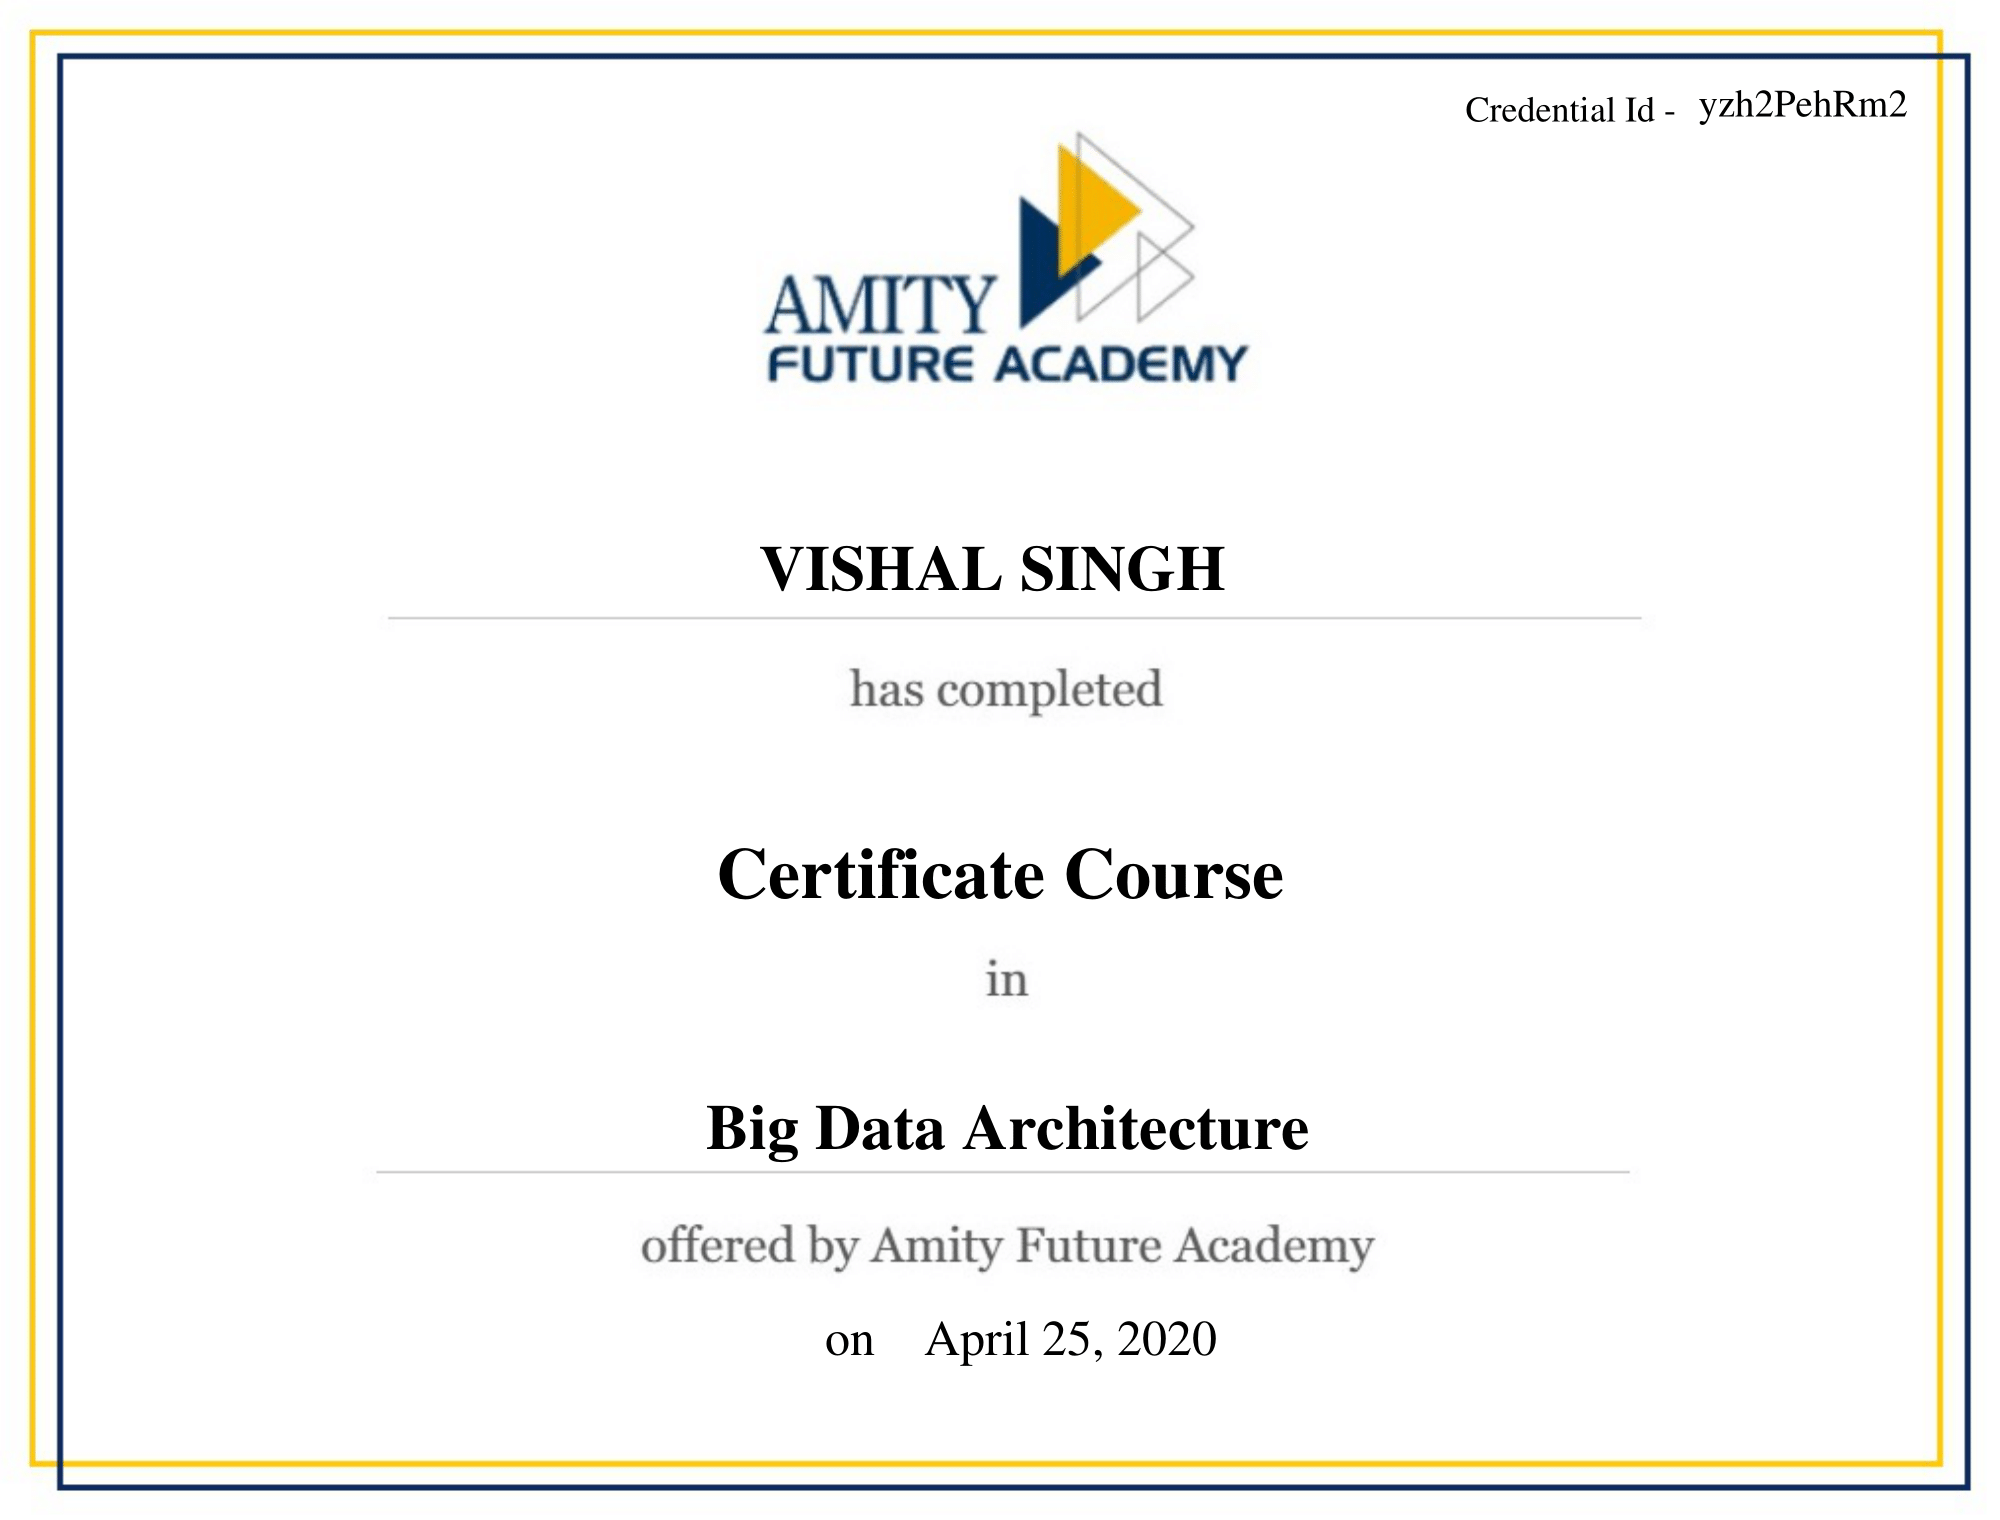 Credential Id - yzh2PehRm2
AMITY
FUTURE ACADEMY
VISHAL SINGH
has completed
Certificate Course
in
Big Data Architecture
offered by Amity Future Academy
on April 25, 2020